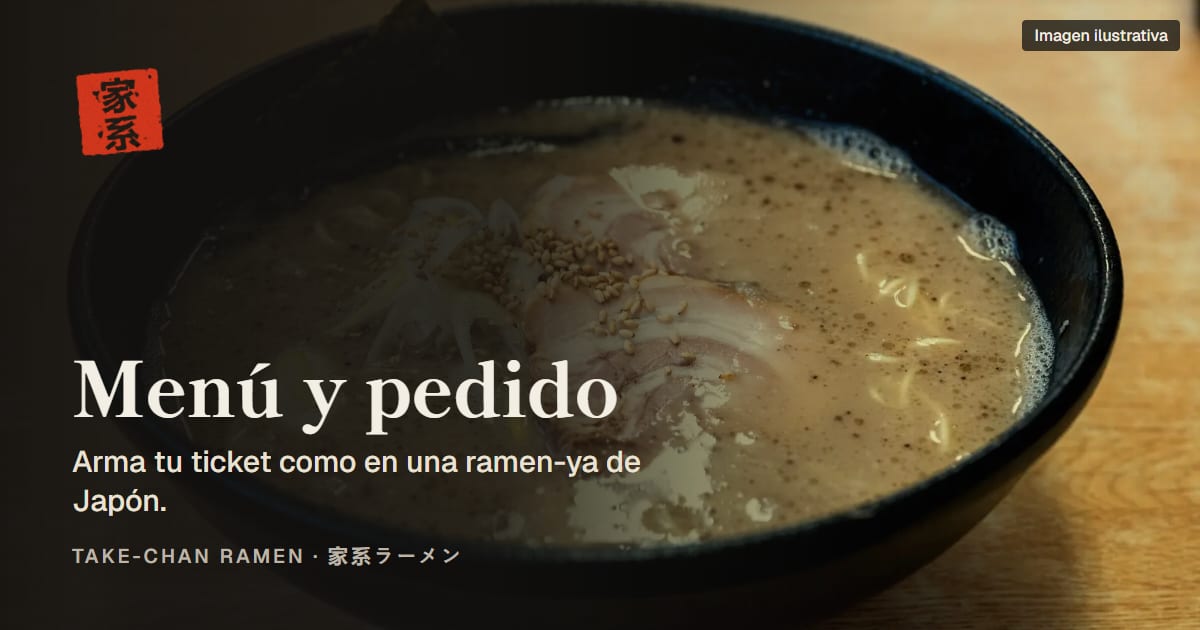 Imagen ilustrativa
家
系
Menú y pedido
Arma tu ticket como en una ramen-ya de
Japón.
TAKE-CHAN RAMEN · 家系ラーメン